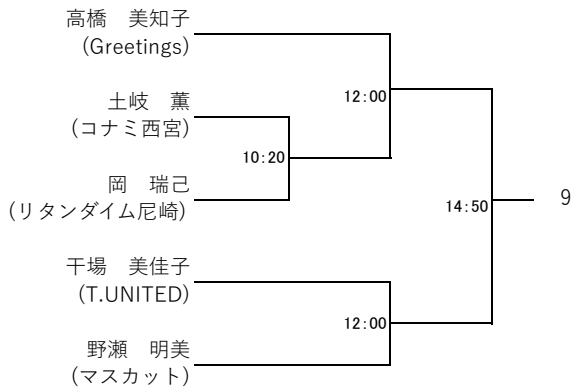 高橋　美知子
(Greetings)
12:00
土岐　薫
(コナミ西宮)
10:20
岡　瑞己
(リタンダイム尼崎)
14:50
9
干場　美佳子
(T.UNITED)
12:00
野瀬　明美
(マスカット)